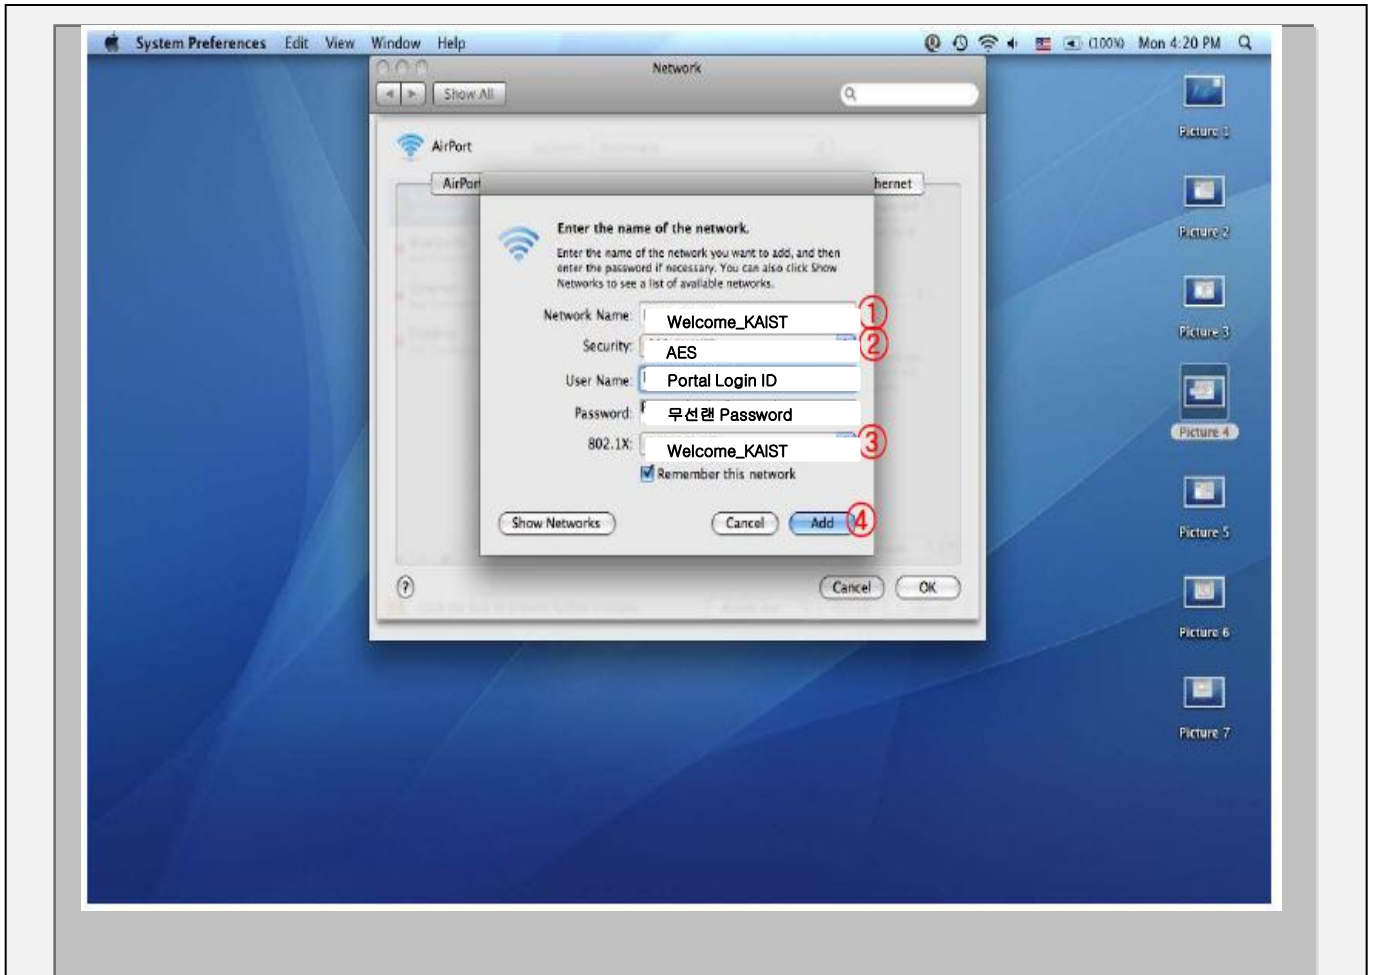 System Preferences Edit View Window Help (100%) Mon 4:20 PM
Network
Show All
AirPort
AirPort hernet
Enter the name of the network.
Enter the name of the network you want to add, and then
enter the password if necessary. You can also click Show
Networks to see a list of available networks.
Network Name: Welcome_KAIST ①
Security: AES ②
User Name: Portal Login ID
Password: 무선랜 Password
802.1X: Welcome_KAIST ③
Remember this network
Show Networks Cancel Add ④
? Cancel OK
Picture 1
Picture 2
Picture 3
Picture 4
Picture 5
Picture 6
Picture 7